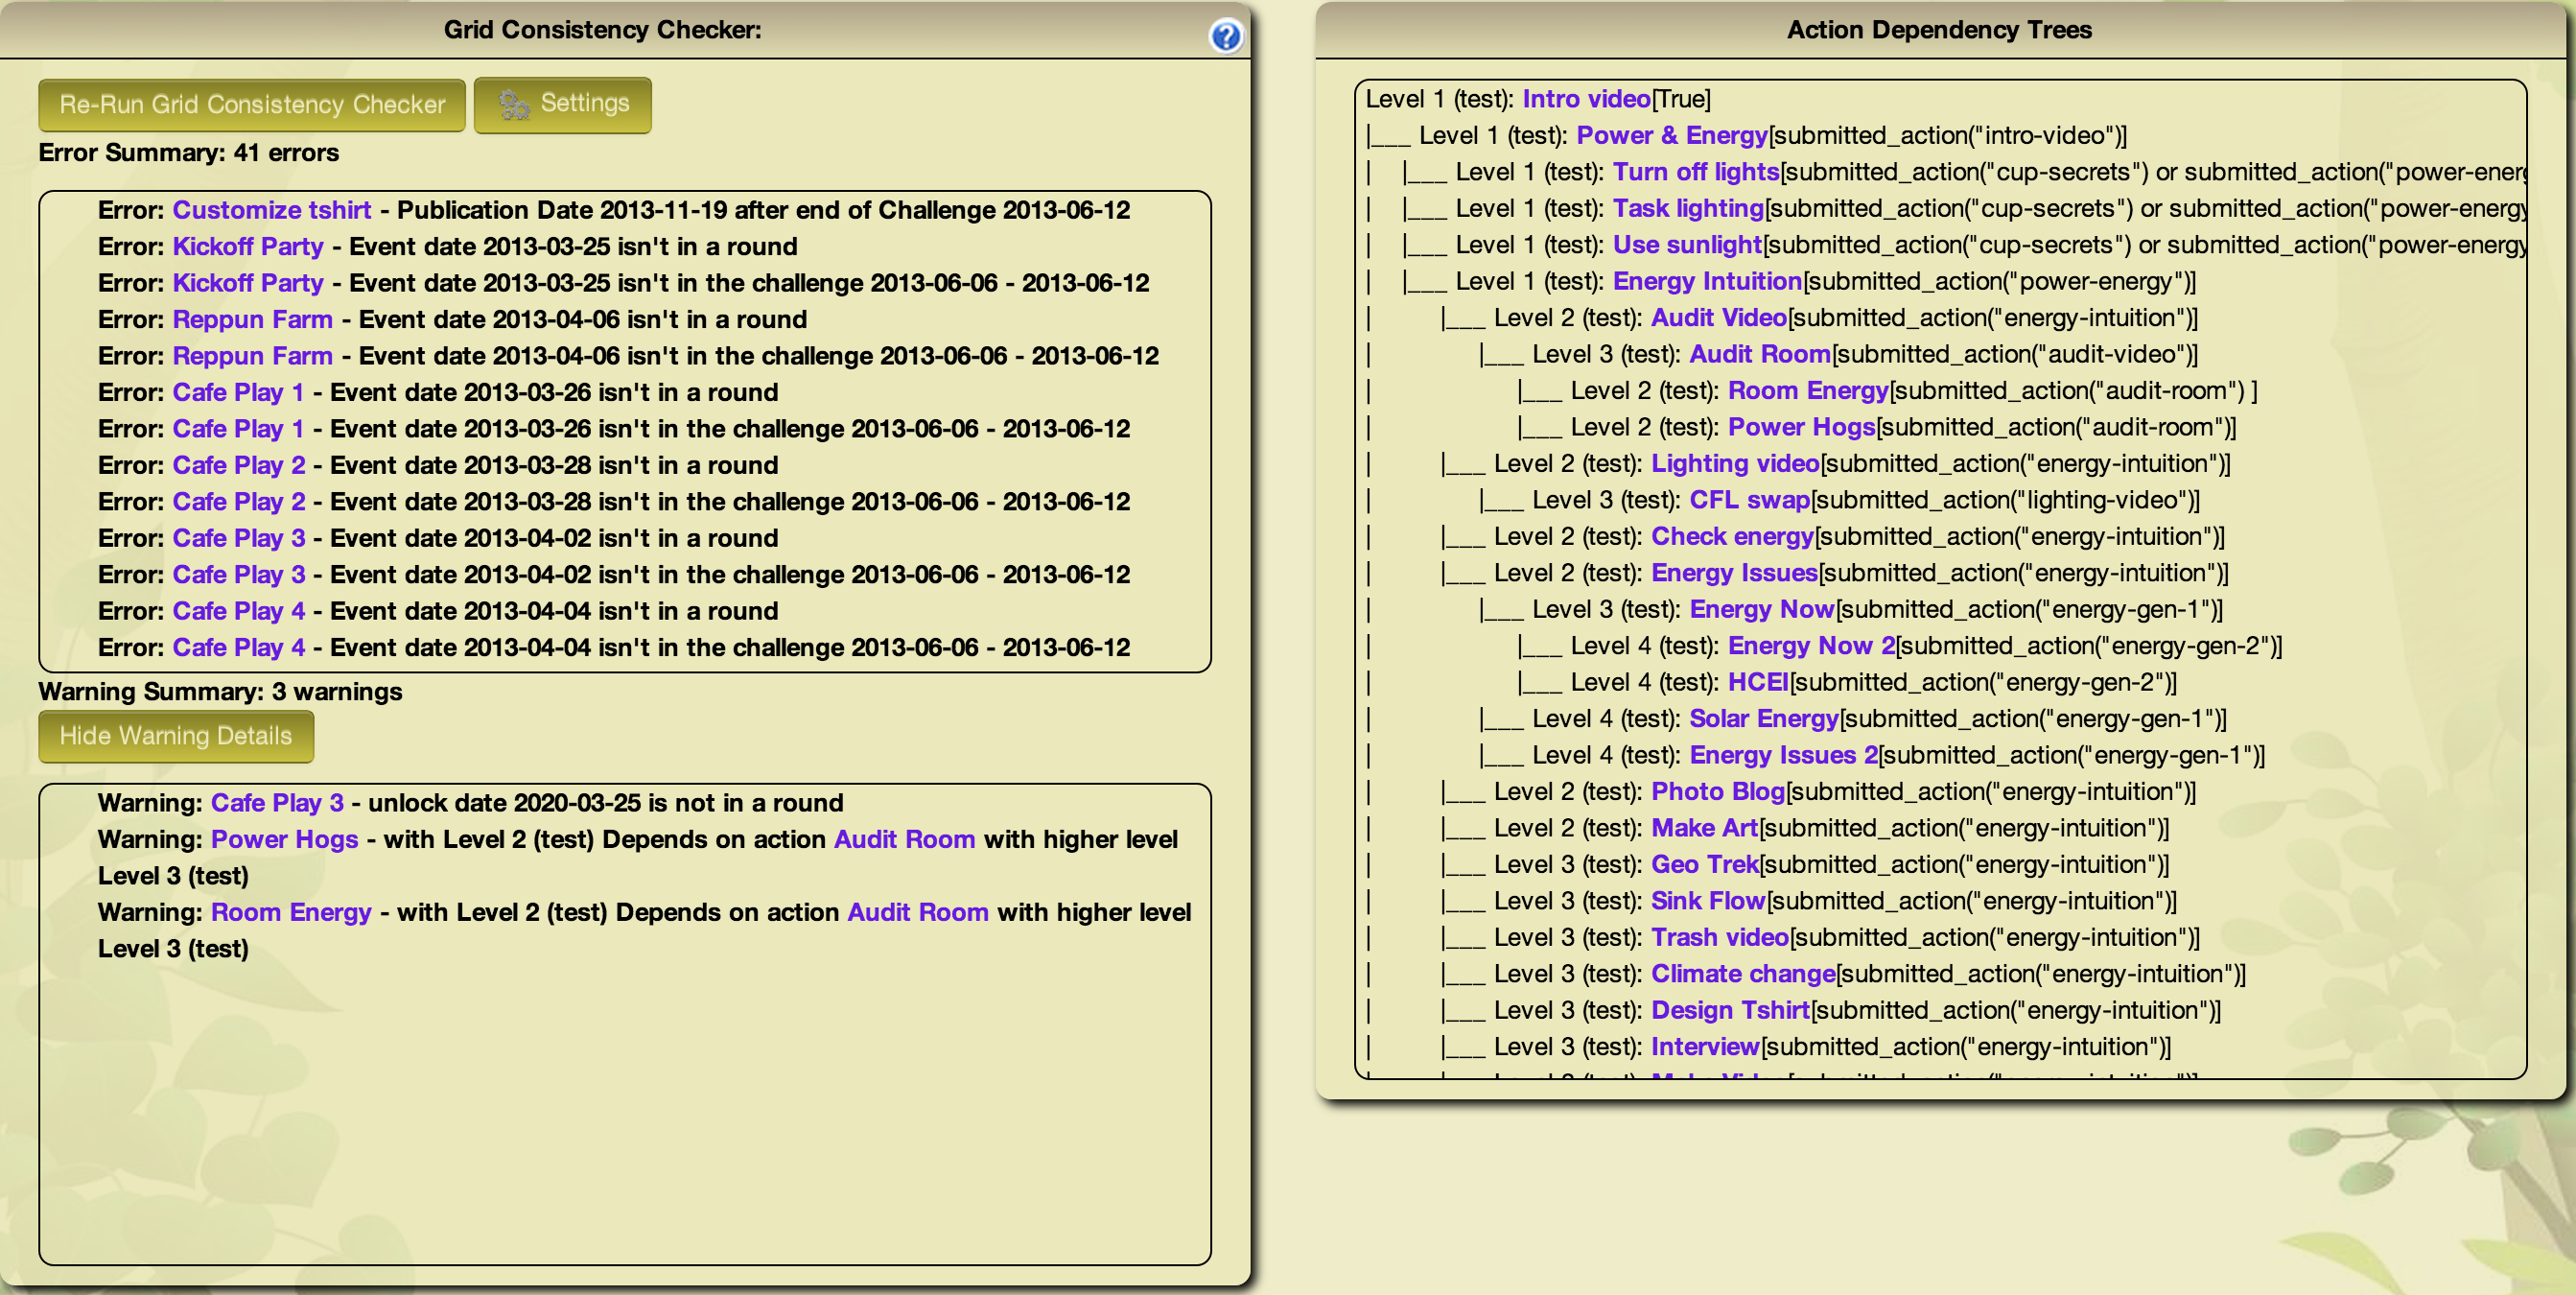 Grid Consistency Checker:
Re-Run Grid Consistency Checker
Settings
Error Summary: 41 errors
Error: Customize tshirt - Publication Date 2013-11-19 after end of Challenge 2013-06-12
Error: Kickoff Party - Event date 2013-03-25 isn't in a round
Error: Kickoff Party - Event date 2013-03-25 isn't in the challenge 2013-06-06 - 2013-06-12
Error: Reppun Farm - Event date 2013-04-06 isn't in a round
Error: Reppun Farm - Event date 2013-04-06 isn't in the challenge 2013-06-06 - 2013-06-12
Error: Cafe Play 1 - Event date 2013-03-26 isn't in a round
Error: Cafe Play 1 - Event date 2013-03-26 isn't in the challenge 2013-06-06 - 2013-06-12
Error: Cafe Play 2 - Event date 2013-03-28 isn't in a round
Error: Cafe Play 2 - Event date 2013-03-28 isn't in the challenge 2013-06-06 - 2013-06-12
Error: Cafe Play 3 - Event date 2013-04-02 isn't in a round
Error: Cafe Play 3 - Event date 2013-04-02 isn't in the challenge 2013-06-06 - 2013-06-12
Error: Cafe Play 4 - Event date 2013-04-04 isn't in a round
Error: Cafe Play 4 - Event date 2013-04-04 isn't in the challenge 2013-06-06 - 2013-06-12
Warning Summary: 3 warnings
Hide Warning Details
Warning: Cafe Play 3 - unlock date 2020-03-25 is not in a round
Warning: Power Hogs - with Level 2 (test) Depends on action Audit Room with higher level
Level 3 (test)
Warning: Room Energy - with Level 2 (test) Depends on action Audit Room with higher level
Level 3 (test)
Action Dependency Trees
Level 1 (test): Intro video[True]
|___ Level 1 (test): Power & Energy[submitted_action("intro-video")]
| |___ Level 1 (test): Turn off lights[submitted_action("cup-secrets") or submitted_action("power-energ
| |___ Level 1 (test): Task lighting[submitted_action("cup-secrets") or submitted_action("power-energy
| |___ Level 1 (test): Use sunlight[submitted_action("cup-secrets") or submitted_action("power-energy
| |___ Level 1 (test): Energy Intuition[submitted_action("power-energy")]
| |___ Level 2 (test): Audit Video[submitted_action("energy-intuition")]
| |___ Level 3 (test): Audit Room[submitted_action("audit-video")]
| |___ Level 2 (test): Room Energy[submitted_action("audit-room") ]
| |___ Level 2 (test): Power Hogs[submitted_action("audit-room")]
| |___ Level 2 (test): Lighting video[submitted_action("energy-intuition")]
| |___ Level 3 (test): CFL swap[submitted_action("lighting-video")]
| |___ Level 2 (test): Check energy[submitted_action("energy-intuition")]
| |___ Level 2 (test): Energy Issues[submitted_action("energy-intuition")]
| |___ Level 3 (test): Energy Now[submitted_action("energy-gen-1")]
| |___ Level 4 (test): Energy Now 2[submitted_action("energy-gen-2")]
| |___ Level 4 (test): HCEI[submitted_action("energy-gen-2")]
| |___ Level 4 (test): Solar Energy[submitted_action("energy-gen-1")]
| |___ Level 4 (test): Energy Issues 2[submitted_action("energy-gen-1")]
| |___ Level 2 (test): Photo Blog[submitted_action("energy-intuition")]
| |___ Level 2 (test): Make Art[submitted_action("energy-intuition")]
| |___ Level 3 (test): Geo Trek[submitted_action("energy-intuition")]
| |___ Level 3 (test): Sink Flow[submitted_action("energy-intuition")]
| |___ Level 3 (test): Trash video[submitted_action("energy-intuition")]
| |___ Level 3 (test): Climate change[submitted_action("energy-intuition")]
| |___ Level 3 (test): Design Tshirt[submitted_action("energy-intuition")]
| |___ Level 3 (test): Interview[submitted_action("energy-intuition")]